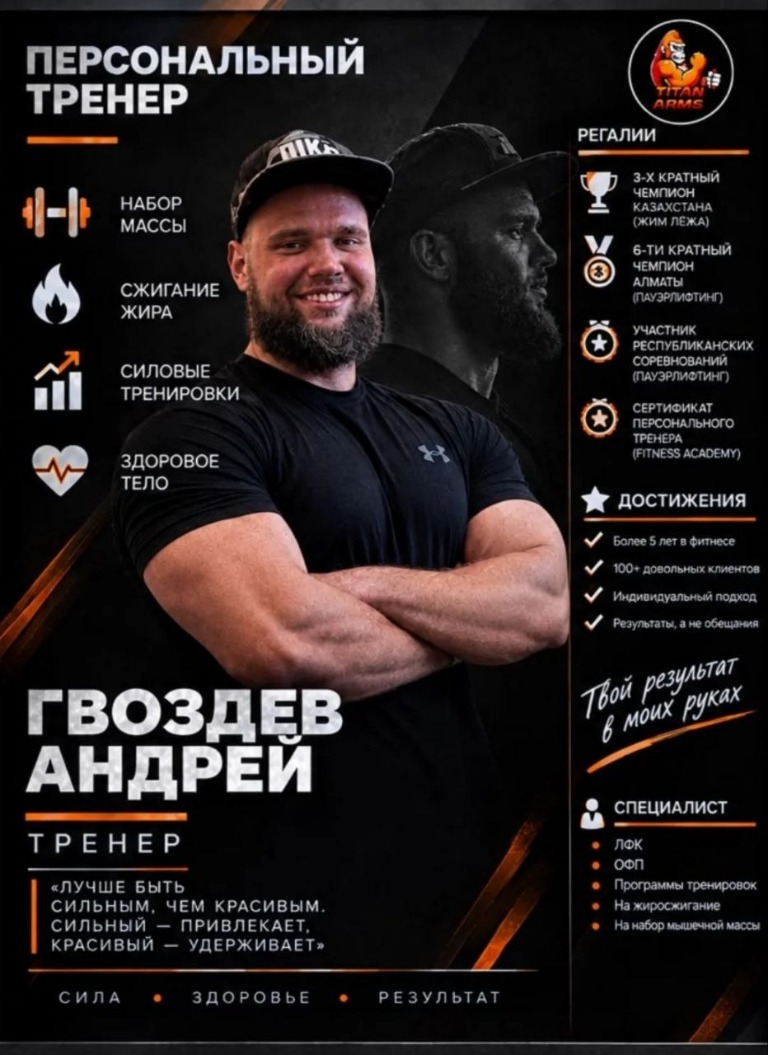 ПЕРСОНАЛЬНЫЙ
ТРЕНЕР
НАБОР
МАССЫ
СЖИГАНИЕ
ЖИРА
СИЛОВЫЕ
ТРЕНИРОВКИ
ЗДОРОВОЕ
ТЕЛО
TITAN
ARMS
РЕГАЛИИ
3-Х КРАТНЫЙ
ЧЕМПИОН
КАЗАХСТАНА
(ЖИМ ЛЁЖА)
6-ТИ КРАТНЫЙ
ЧЕМПИОН
АЛМАТЫ
(ПАУЭРЛИФТИНГ)
УЧАСТНИК
РЕСПУБЛИКАНСКИХ
СОРЕВНОВАНИЙ
(ПАУЭРЛИФТИНГ)
СЕРТИФИКАТ
ПЕРСОНАЛЬНОГО
ТРЕНЕРА
(FITNESS ACADEMY)
ДОСТИЖЕНИЯ
Более 5 лет в фитнесе
100+ довольных клиентов
Индивидуальный подход
Результаты, а не обещания
Твой результат
в моих руках
СПЕЦИАЛИСТ
ЛФК
ОФП
Программы тренировок
На жиросжигание
На набор мышечной массы
ГВОЗДЕВ
АНДРЕЙ
ТРЕНЕР
«ЛУЧШЕ БЫТЬ
СИЛЬНЫМ, ЧЕМ КРАСИВЫМ.
СИЛЬНЫЙ — ПРИВЛЕКАЕТ,
КРАСИВЫЙ — УДЕРЖИВАЕТ»
СИЛА • ЗДОРОВЬЕ • РЕЗУЛЬТАТ